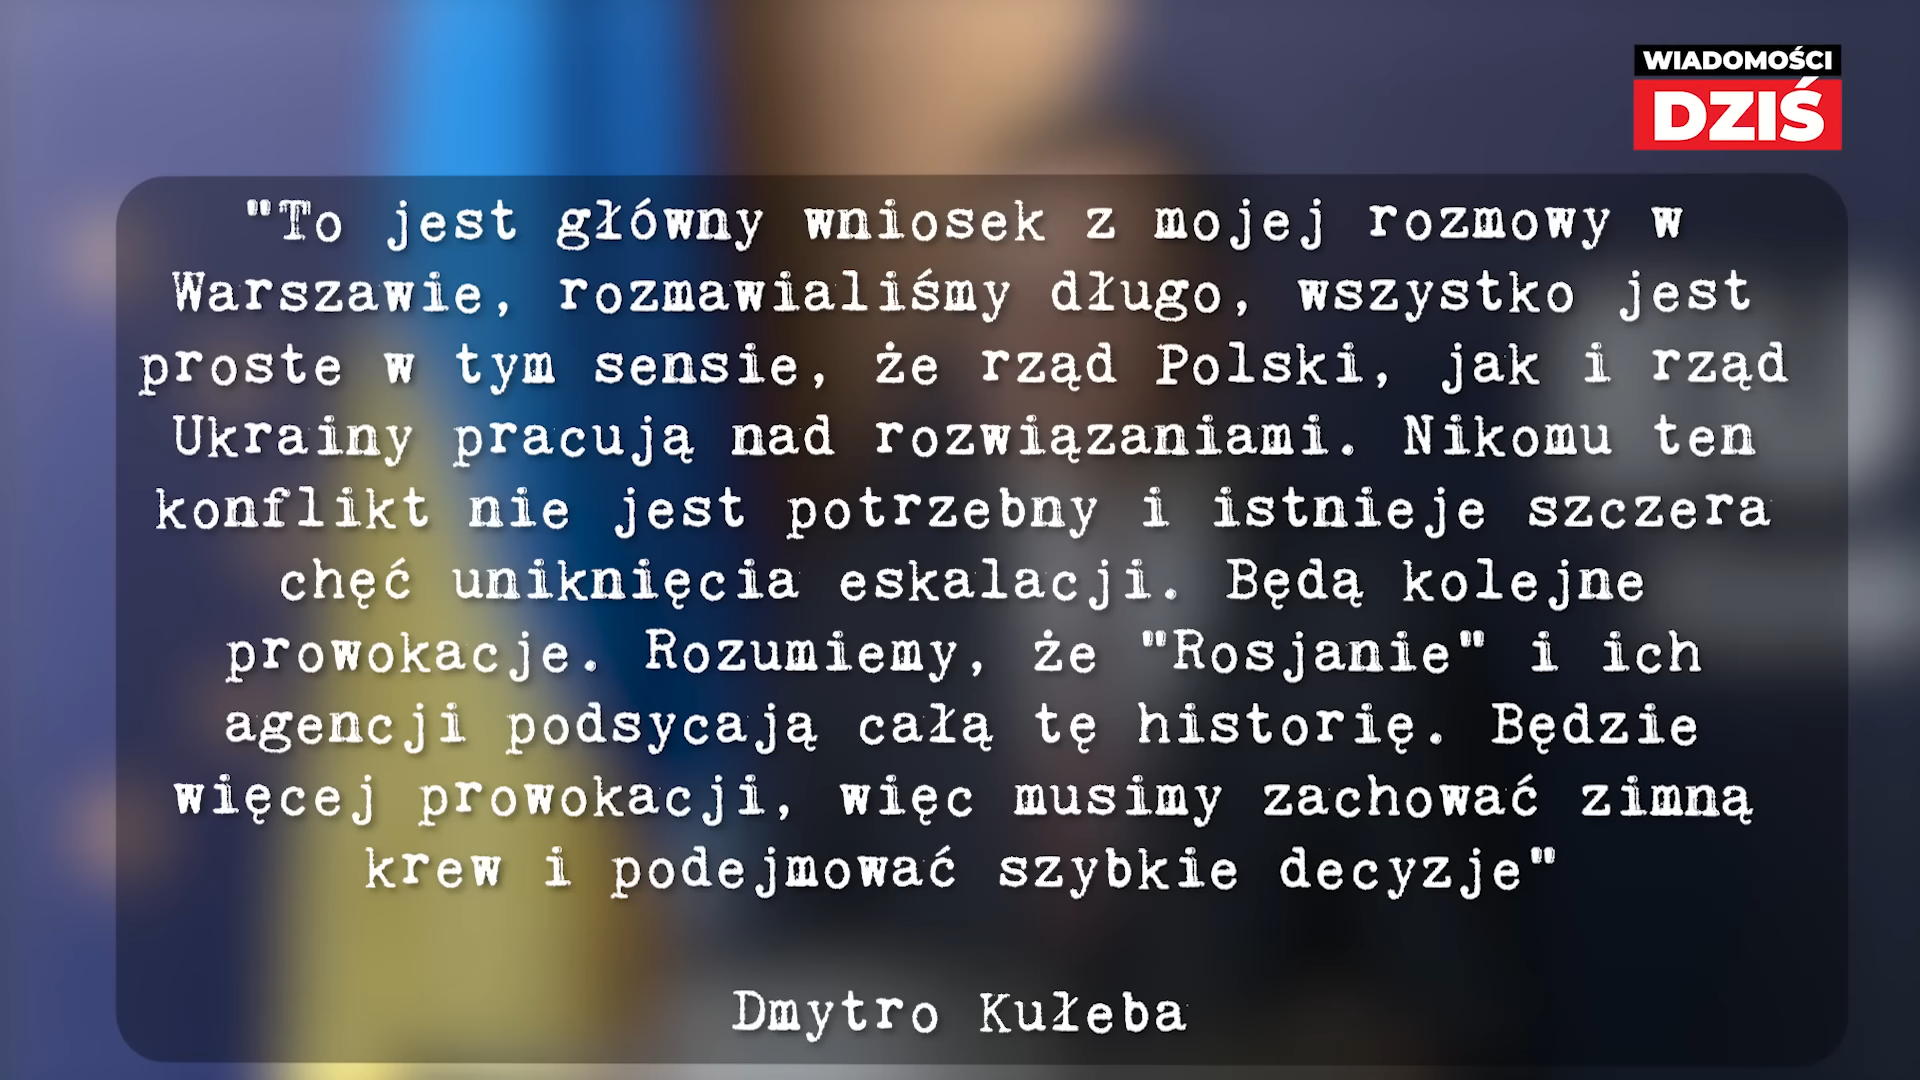 WIADOMOŚCI
DZIŚ
"To jest główny wniosek z mojej rozmowy w
Warszawie, rozmawialiśmy długo, wszystko jest
proste w tym sensie, że rząd Polski, jak i rząd
Ukrainy pracują nad rozwiązaniami. Nikomu ten
konflikt nie jest potrzebny i istnieje szczera
chęć uniknięcia eskalacji. Będą kolejne
prowokacje. Rozumiemy, że "Rosjanie" i ich
agencji podsycają całą tę historię. Będzie
więcej prowokacji, więc musimy zachować zimną
krew i podejmować szybkie decyzje"
Dmytro Kułeba